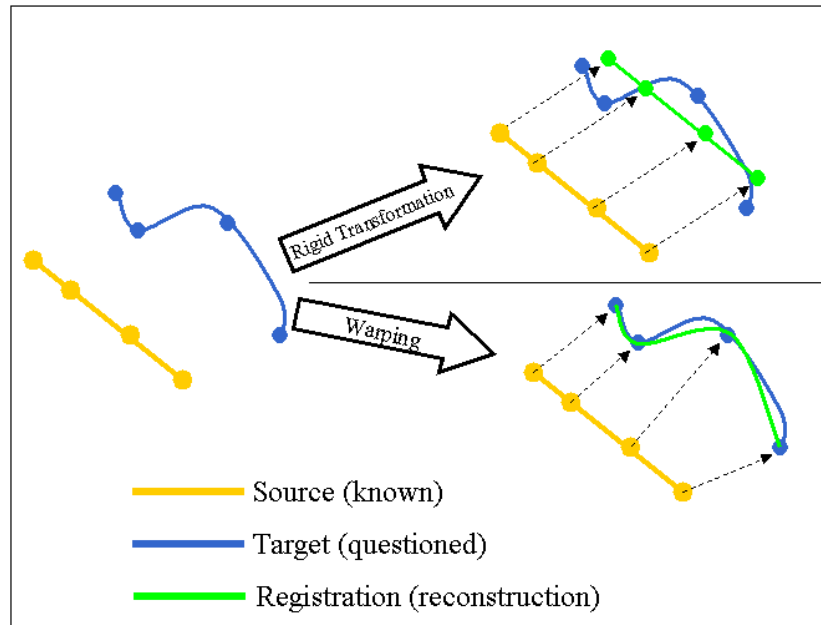 Rigid Transformation
Warping
Source (known)
Target (questioned)
Registration (reconstruction)